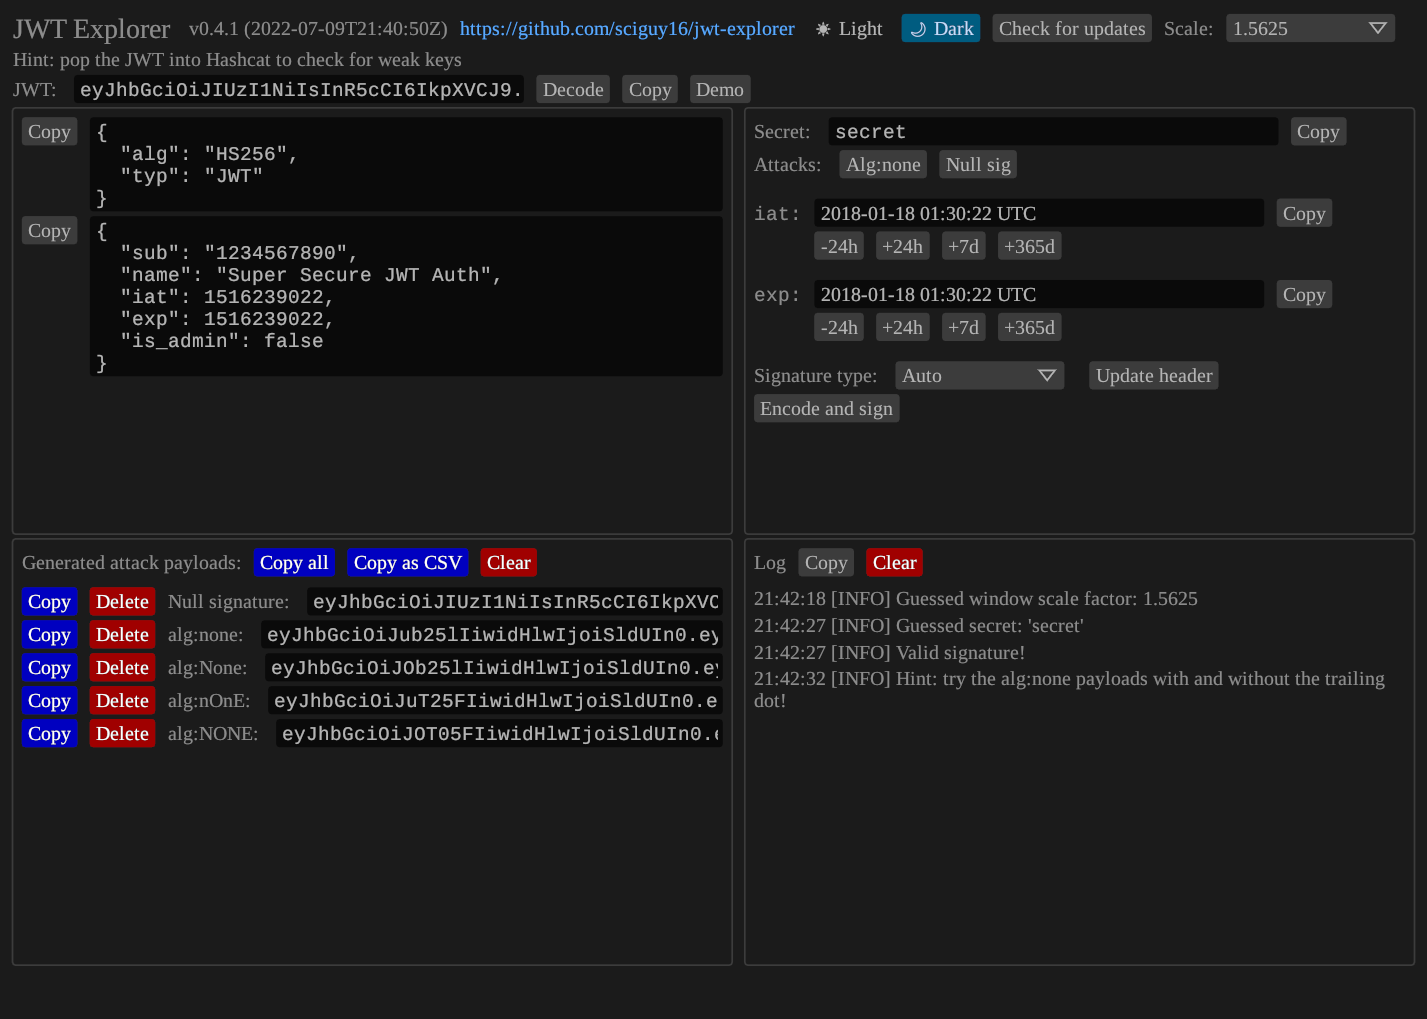 JWT Explorer v0.4.1 (2022-07-09T21:40:50Z) https://github.com/sciguy16/jwt-explorer Light Dark Check for updates Scale: 1.5625
Hint: pop the JWT into Hashcat to check for weak keys
JWT: eyJhbGciOiJIUzI1NiIsInR5cCI6IkpXVCJ9. Decode Copy Demo
Copy {
"alg": "HS256",
"typ": "JWT"
}
Copy {
"sub": "1234567890",
"name": "Super Secure JWT Auth",
"iat": 1516239022,
"exp": 1516239022,
"is_admin": false
}
Secret: secret Copy
Attacks: Alg:none Null sig
iat: 2018-01-18 01:30:22 UTC Copy
-24h +24h +7d +365d
exp: 2018-01-18 01:30:22 UTC Copy
-24h +24h +7d +365d
Signature type: Auto Update header
Encode and sign
Generated attack payloads: Copy all Copy as CSV Clear
Copy Delete Null signature: eyJhbGciOiJIUzI1NiIsInR5cCI6IkpXVC
Copy Delete alg:none: eyJhbGciOiJub25lIiwidHlwIjoiSldUIn0.ey
Copy Delete alg:None: eyJhbGciOiJOb25lIiwidHlwIjoiSldUIn0.ey
Copy Delete alg:nOnE: eyJhbGciOiJuT25FIiwidHlwIjoiSldUIn0.e
Copy Delete alg:NONE: eyJhbGciOiJOT05FIiwidHlwIjoiSldUIn0.e
Log Copy Clear
21:42:18 [INFO] Guessed window scale factor: 1.5625
21:42:27 [INFO] Guessed secret: 'secret'
21:42:27 [INFO] Valid signature!
21:42:32 [INFO] Hint: try the alg:none payloads with and without the trailing
dot!